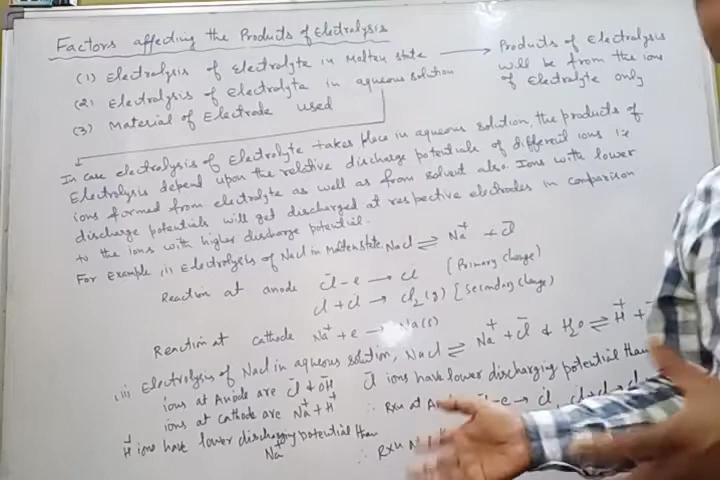 Factors affecting the Products of Electrolysis
(1) Electrolysis of Electrolyte in Molten state → Products of Electrolysis
will be from the ions
of Electrolyte only
(2) Electrolysis of Electrolyte in aqueous solution
(3) Material of Electrode used
In case electrolysis of Electrolyte takes place in aqueous solution, the products of
Electrolysis depend upon the relative discharge potentials of different ions i.e
ions formed from electrolyte as well as from solvent also. Ions with lower
discharge potentials will get discharged at respective electrodes in comparison
to the ions with higher discharge potential.
For Example (i) Electrolysis of NaCl in Molten state. NaCl ⇌ Na⁺ + Cl⁻
Reaction at anode Cl⁻ - e → Cl (Primary change)
Cl + Cl → Cl₂(g) [Secondary change)
Reaction at cathode Na⁺ + e → Na(s)
(ii) Electrolysis of NaCl in aqueous solution, NaCl ⇌ Na⁺ + Cl⁻ & H₂O ⇌ H⁺ +
ions at Anode are Cl⁻ & OH⁻ Cl⁻ ions have lower discharging potential than
ions at cathode are Na⁺ + H⁺ ∴ Rxn at - e → Cl
H⁺ ions have lower discharging potential than
Na⁺ ∴ Rxn